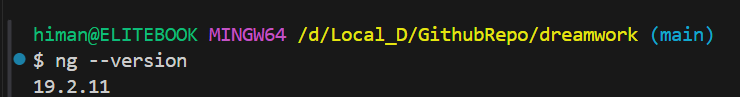 himan@ELITEBOOK MINGW64 /d/Local_D/GithubRepo/dreamwork (main)
$ ng --version
19.2.11